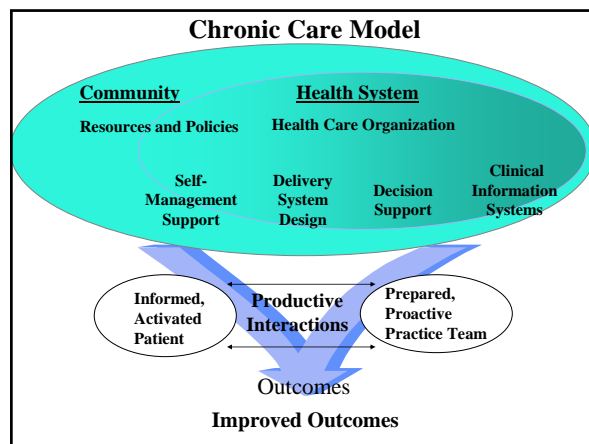 Chronic Care Model
Community
Health System
Resources and Policies
Health Care Organization
Self-
Management
Support
Delivery
System
Design
Decision
Support
Clinical
Information
Systems
Informed,
Activated
Patient
Productive
Interactions
Prepared,
Proactive
Practice Team
Outcomes
Improved Outcomes